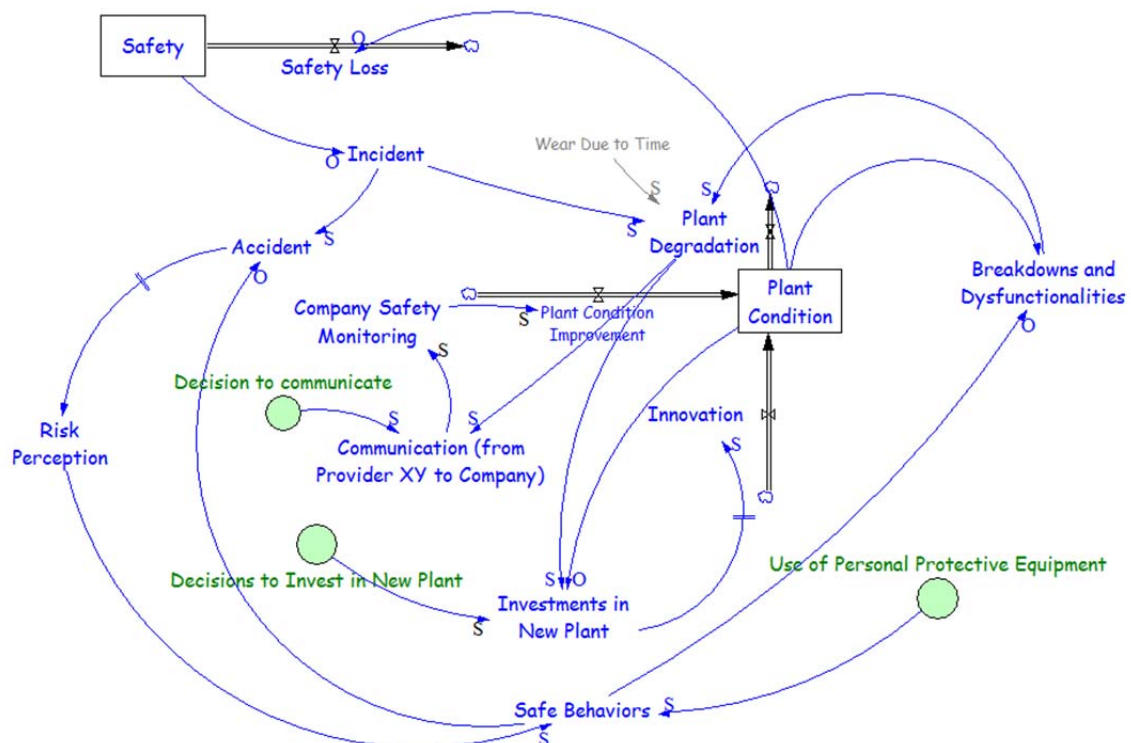 Safety
O
Safety Loss
Wear Due to Time
O
Incident
S
S
S
S
Plant
Degradation
Accident
O
Breakdowns and
Dysfunctionalities
Plant
Condition
O
Company Safety
Monitoring
S
Plant Condition
Improvement
S
Decision to communicate
S
S
Innovation
S
Risk
Perception
Communication (from
Provider XY to Company)
Decisions to Invest in New Plant
Use of Personal Protective Equipment
S
O
Investments in
New Plant
S
Safe Behaviors
S
S